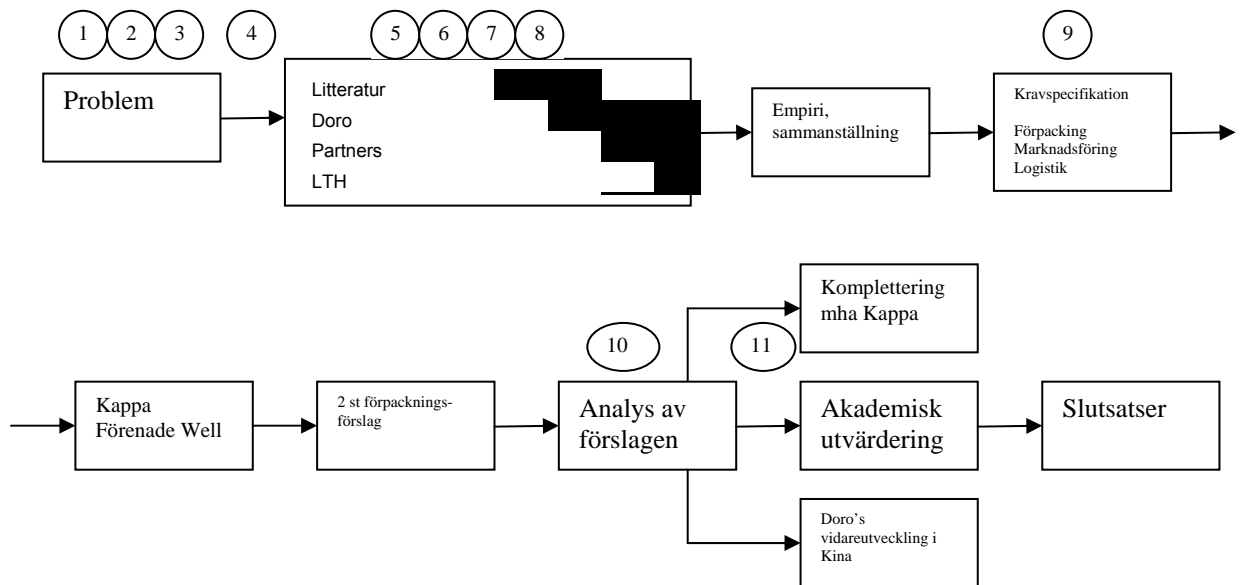 1 2 3 4 5 6 7 8 9
Problem
Litteratur
Doro
Partners
LTH
Empiri,
sammanställning
Kravspecifikation
Förpacking
Marknadsföring
Logistik
Komplettering
mha Kappa
10 11
Kappa
Förenade Well
2 st förpacknings-
förslag
Analys av
förslagen
Akademisk
utvärdering
Slutsatser
Doro's
vidareutveckling i
Kina